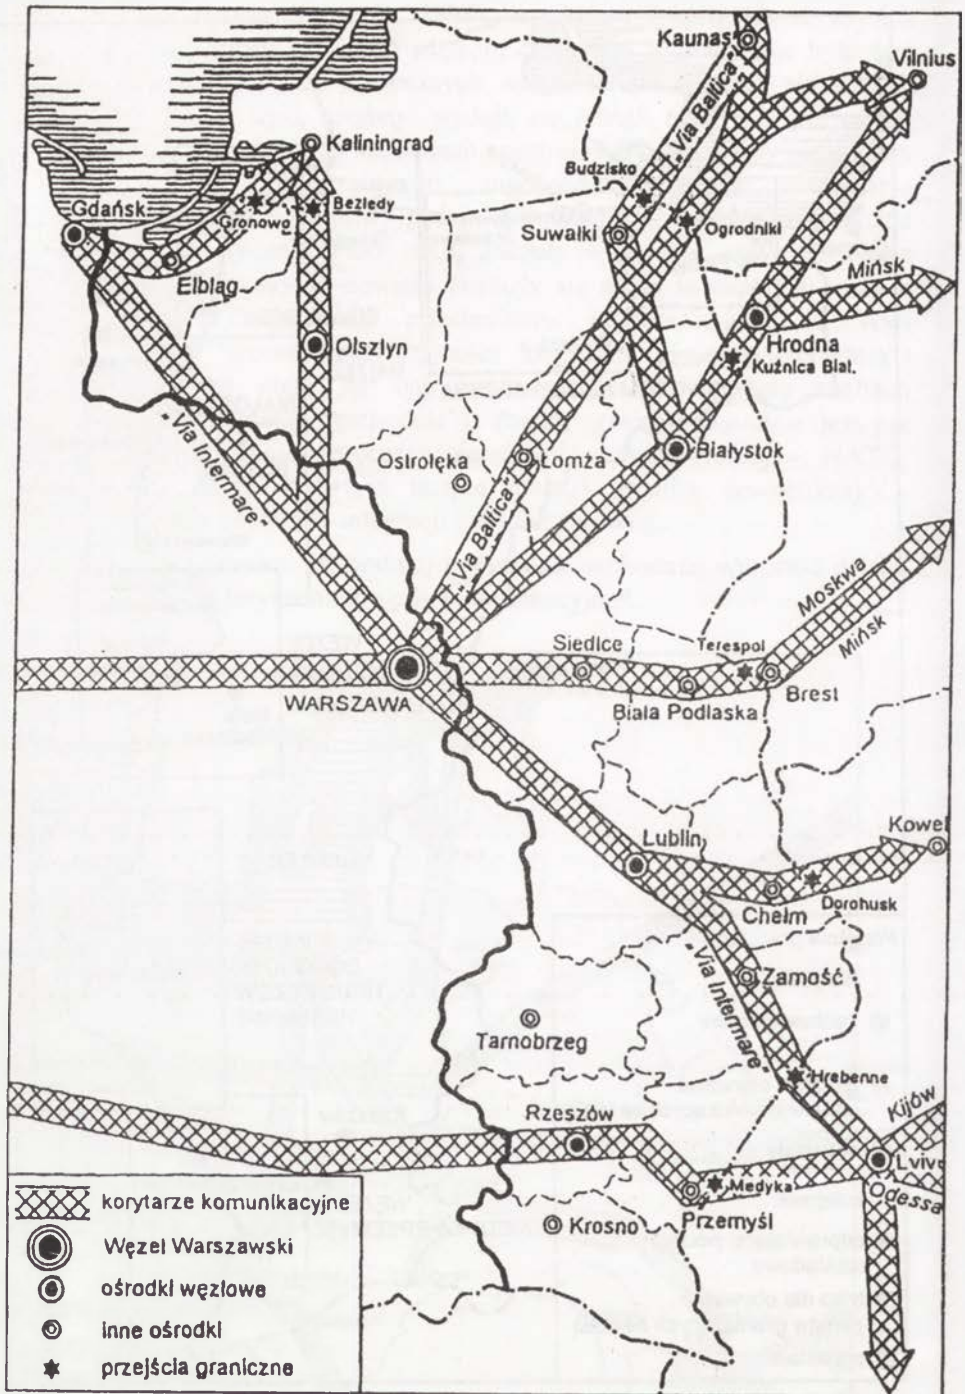 Kaunas
Vilnius
"Via Baltica"
Kaliningrad
Budzisko
Gdańsk
Gronowo
Bezledy
Ogrodniki
Suwałki
Elbląg
Mińsk
Olsztyn
Hrodna
Kuźnica Biał.
"Via Intermare"
Ostrołęka
Łomża
Białystok
"Via Baltica"
Moskwa
Mińsk
Siedlce
Terespol
WARSZAWA
Biała Podlaska
Brest
Lublin
Kowel
Chełm
Dorohusk
"Via Intermare"
Zamość
Tarnobrzeg
Hrebenne
Rzeszów
Kijów
Lviv
Medyka
Odessa
Przemyśl
Krosno
korytarze komunikacyjne
Węzeł Warszawski
ośrodki węzłowe
inne ośrodki
przejścia graniczne